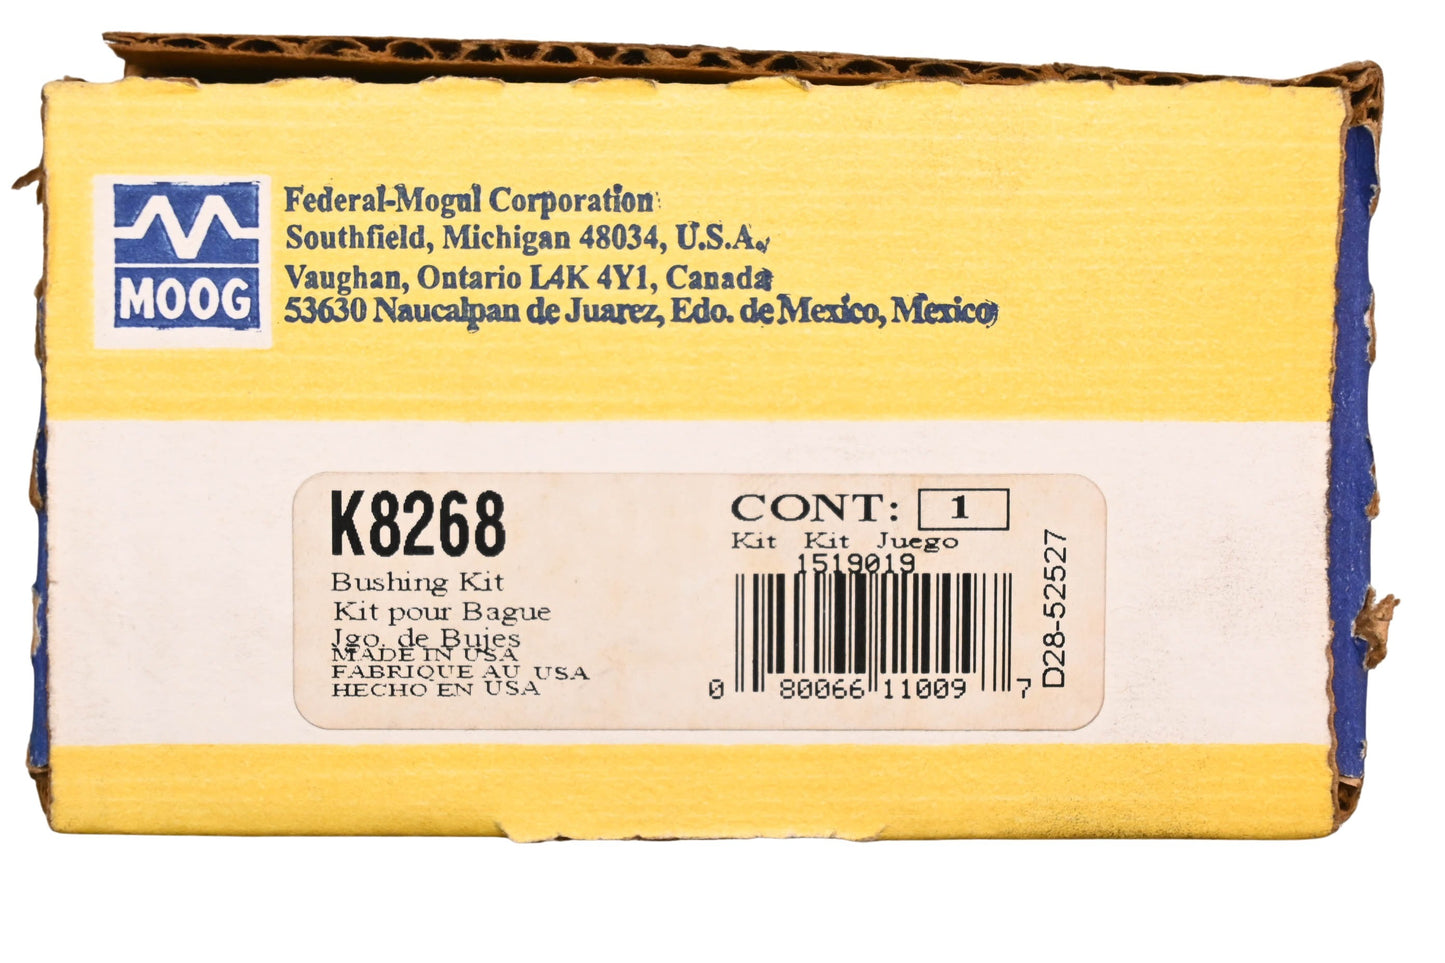 MOOG
Federal-Mogul Corporation
Southfield, Michigan 48034, U.S.A.
Vaughan, Ontario L4K 4Y1, Canada
53630 Naucalpan de Juarez, Edo. de Mexico, Mexico
K8268
Bushing Kit
Kit pour Bague
Jgo. de Bujes
MADE IN USA
FABRIQUE AU USA
HECHO EN USA
CONT: 1
Kit Kit Juego
1519019
0 80066 11009 7
D28-52527